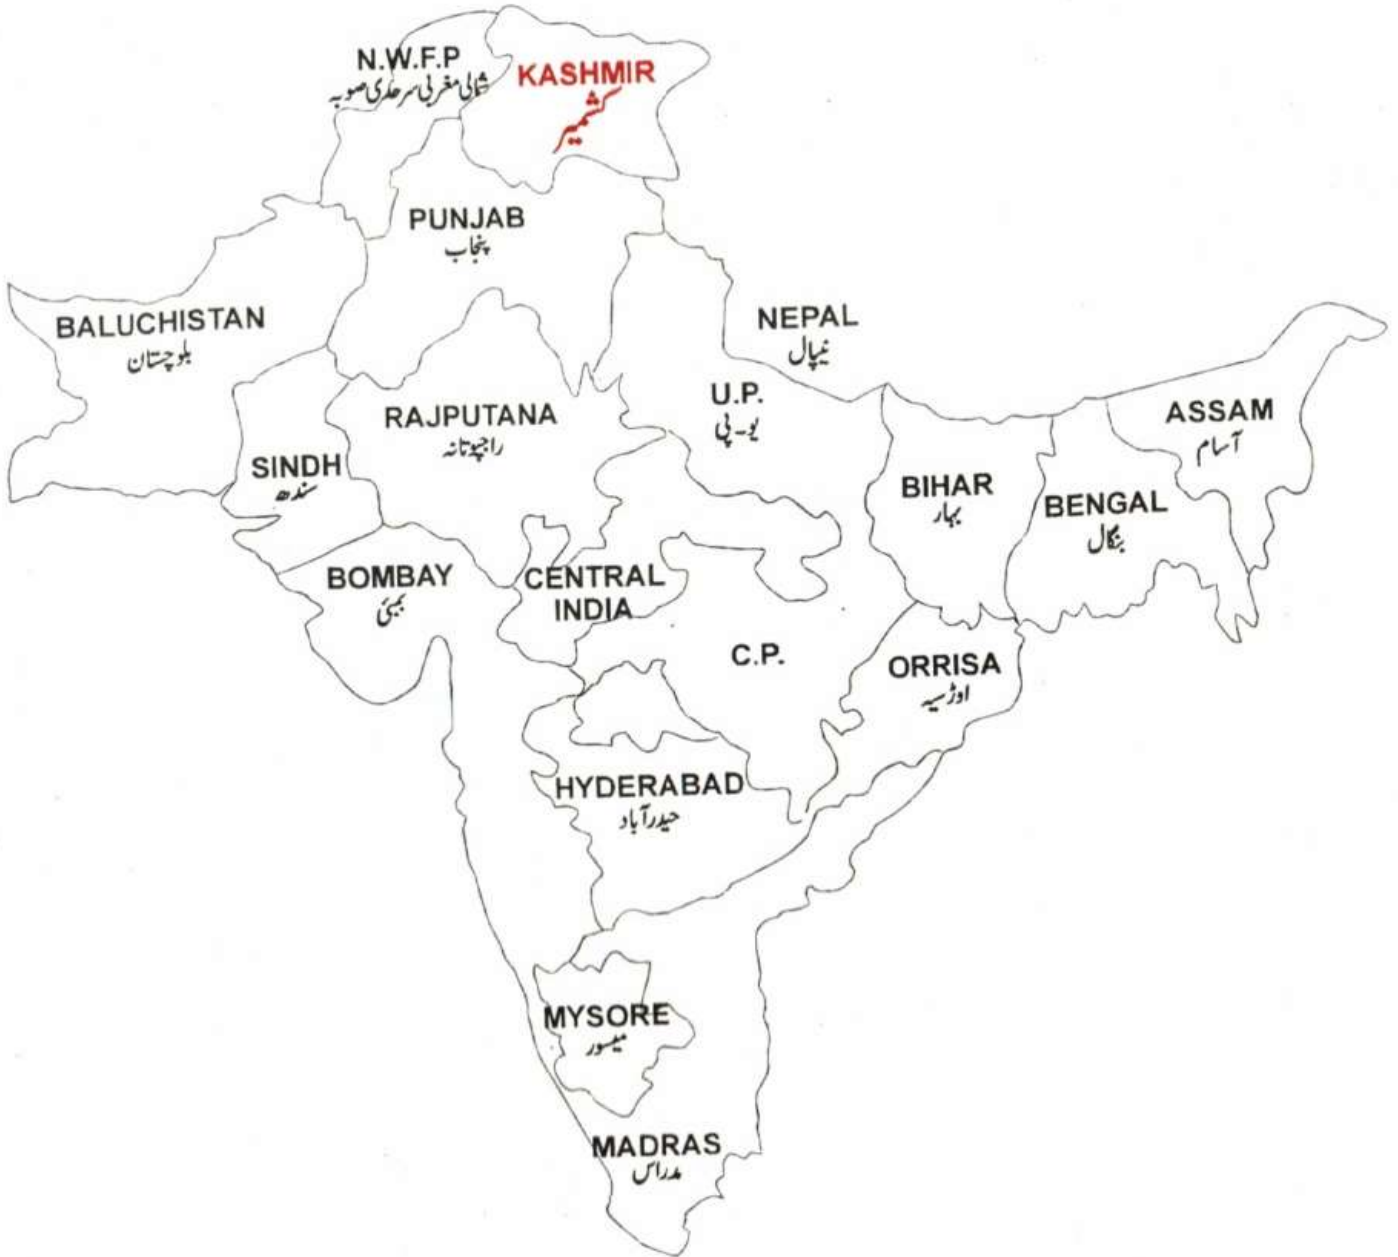 N.W.F.P
شمالی مغربی سرحدی صوبہ
KASHMIR
کشمیر
PUNJAB
پنجاب
BALUCHISTAN
بلوچستان
NEPAL
نیپال
U.P.
یو-پی
RAJPUTANA
راجپوتانہ
ASSAM
آسام
SINDH
سندھ
BIHAR
بہار
BENGAL
بنگال
BOMBAY
بمبئی
CENTRAL
INDIA
C.P.
ORRISA
اوڑسیہ
HYDERABAD
حیدرآباد
MYSORE
میسور
MADRAS
مدراس